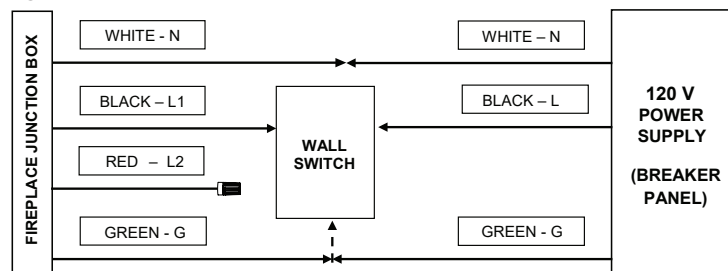 FIREPLACE JUNCTION BOX
WHITE - N
WHITE – N
BLACK – L1
BLACK – L
RED – L2
GREEN - G
GREEN - G
WALL
SWITCH
120 V
POWER
SUPPLY
(BREAKER
PANEL)